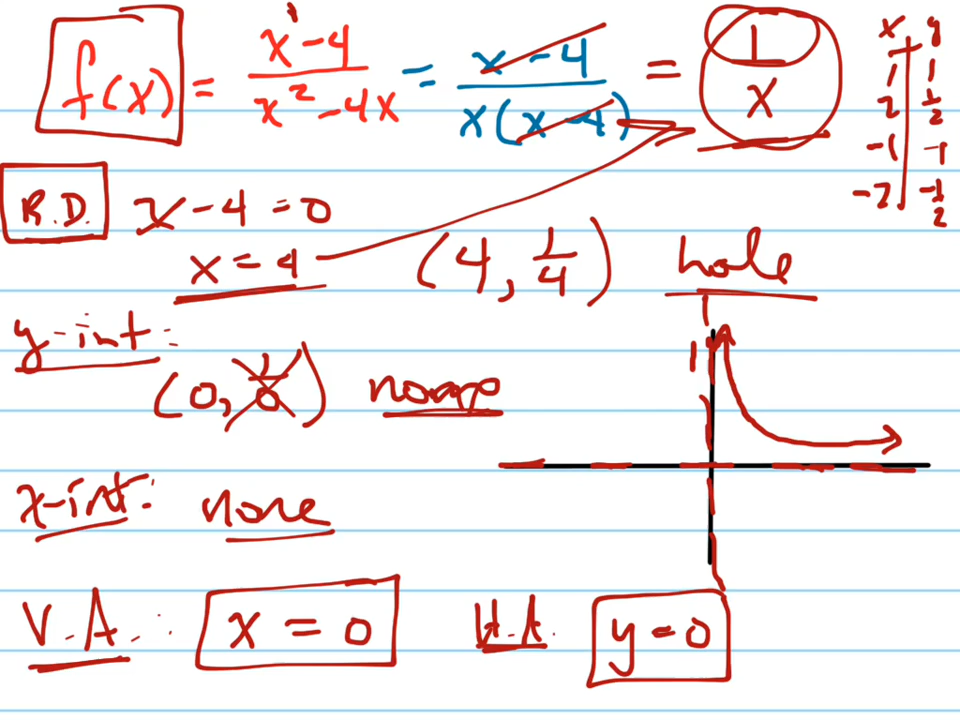 f(x) = x-4 / x² - 4x = x-4 / x(x-4) = 1 / x
x y
1 1
2 1/2
-1 -1
-2 -1/2
R.D. x-4 = 0
x = 4 (4, 1/4) hole
y-int:
(0, 1/0)
x-int: none
V.A.: x = 0 H.A. y = 0